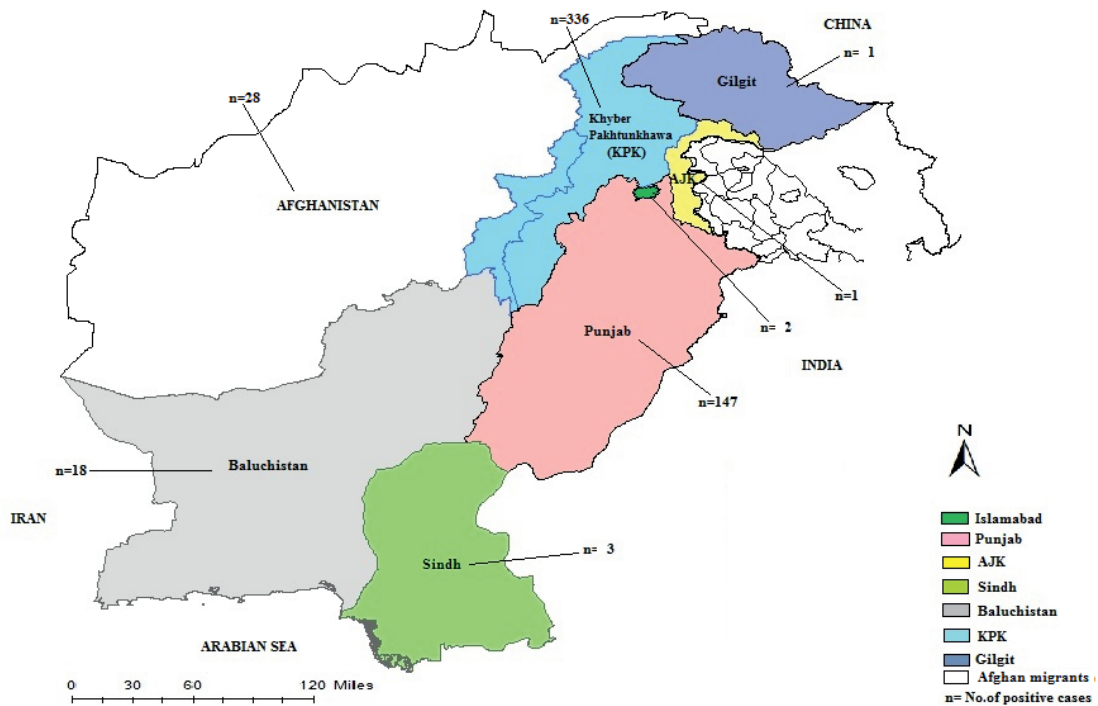 n=336
CHINA
n= 1
Gilgit
n=28
Khyber
Pakhtunkhawa
(KPK)
AJK
AFGHANISTAN
n=1
n= 2
Punjab
INDIA
n=147
N
Baluchistan
n=18
IRAN
n= 3
Sindh
ARABIAN SEA
0 30 60 120 Miles
Islamabad
Punjab
AJK
Sindh
Baluchistan
KPK
Gilgit
Afghan migrants
n= No.of positive cases